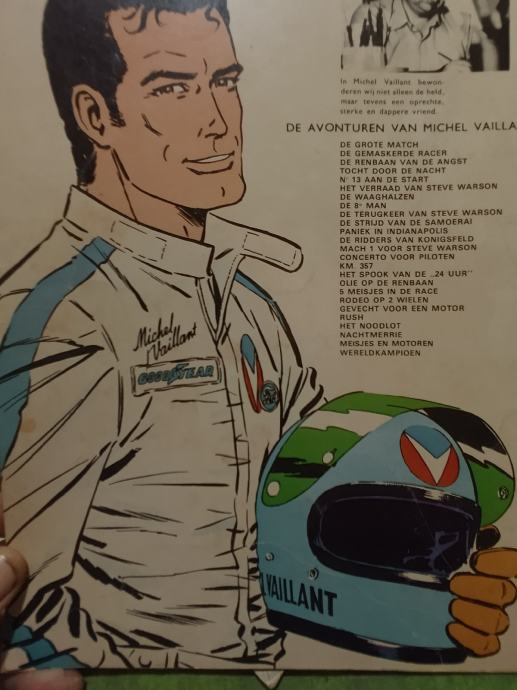 In Michel Vaillant bewon-
deren wij niet alleen de held,
maar tevens een oprechte,
sterke en dappere vriend.
DE AVONTUREN VAN MICHEL VAILLA
DE GROTE MATCH
DE GEMASKERDE RACER
DE RENBAAN VAN DE ANGST
TOCHT DOOR DE NACHT
N° 13 AAN DE START
HET VERRAAD VAN STEVE WARSON
DE WAAGHALZEN
DE 8e MAN
DE TERUGKEER VAN STEVE WARSON
DE STRIJD VAN DE SAMOERAI
PANIEK IN INDIANAPOLIS
DE RIDDERS VAN KONIGSFELD
MACH 1 VOOR STEVE WARSON
CONCERTO VOOR PILOTEN
KM. 357
HET SPOOK VAN DE „24 UUR"
OLIE OP DE RENBAAN
5 MEISJES IN DE RACE
RODEO OP 2 WIELEN
GEVECHT VOOR EEN MOTOR
RUSH
HET NOODLOT
NACHTMERRIE
MEISJES EN MOTOREN
WERELDKAMPIOEN
Michel
Vaillant
GOODYEAR
L VAILLANT